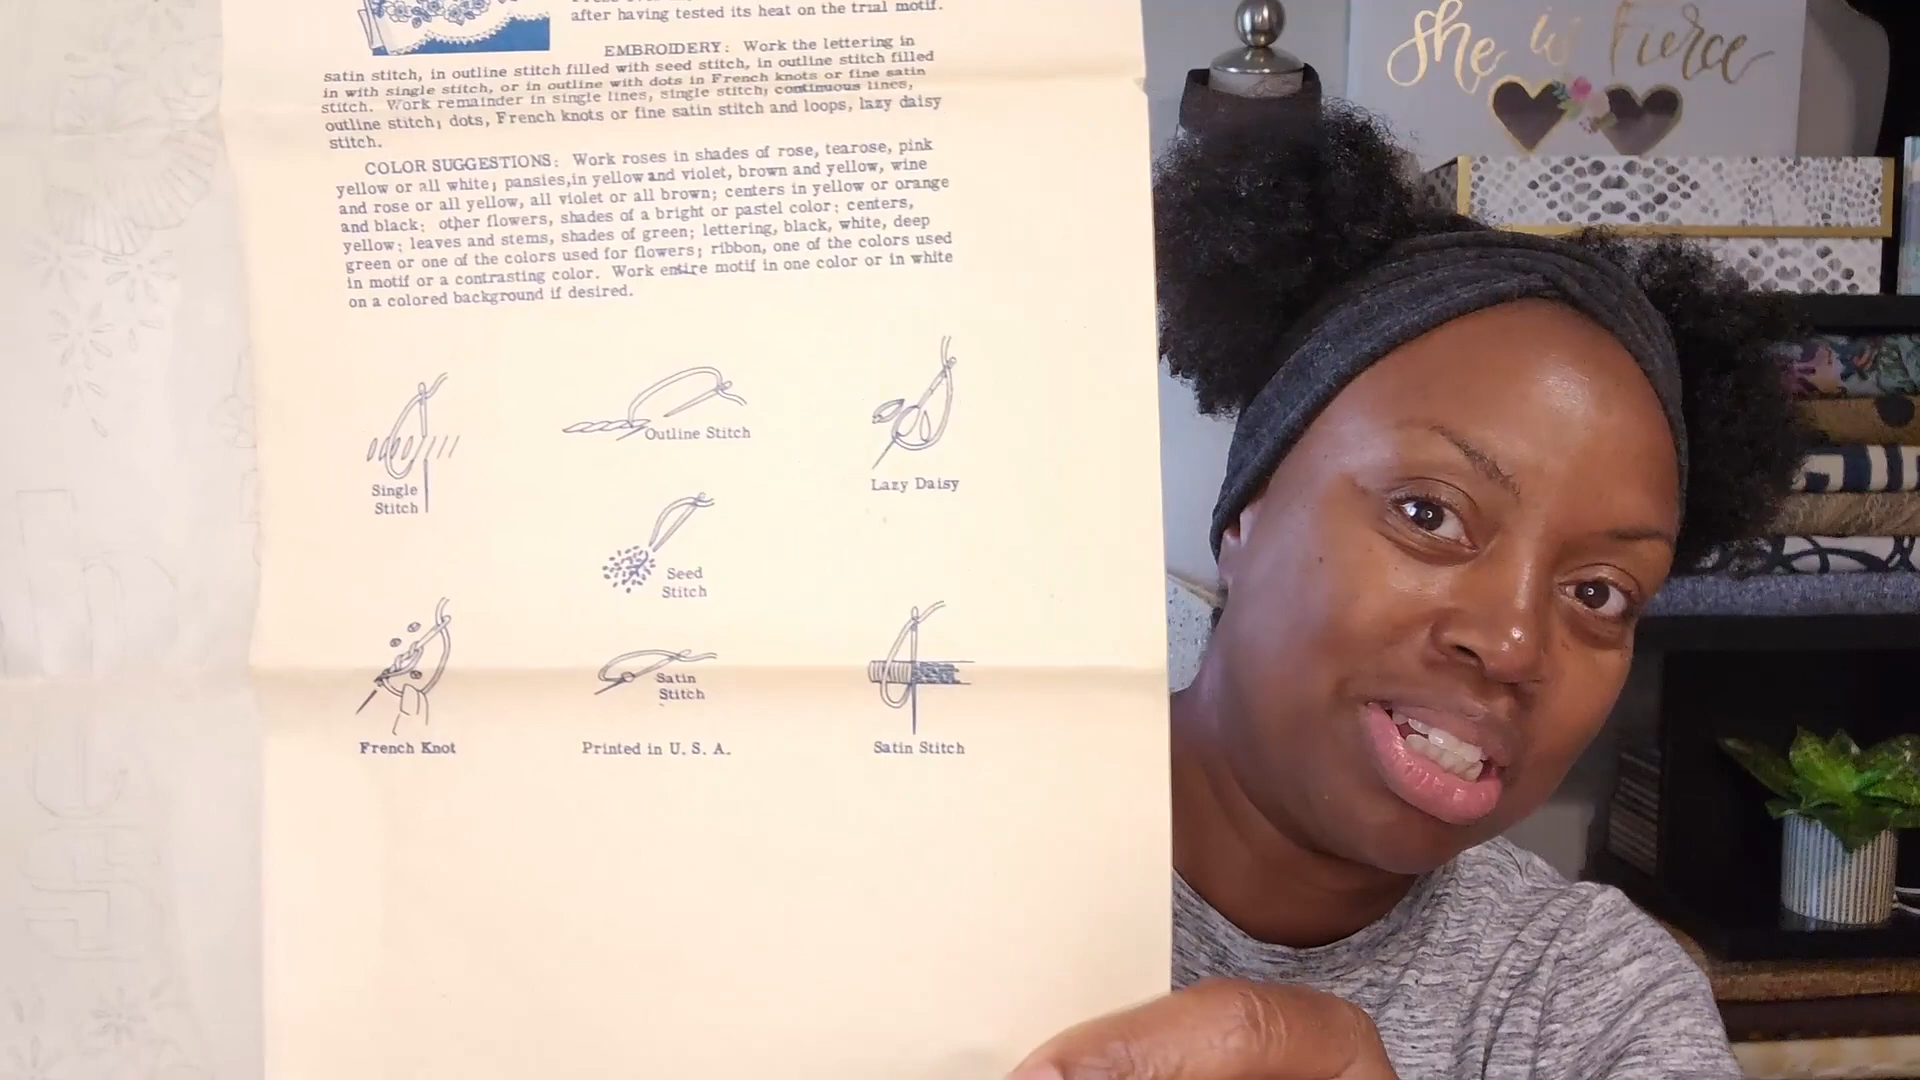 after having tested its heat on the trial motif.
EMBROIDERY: Work the lettering in
satin stitch, in outline stitch filled with seed stitch, in outline stitch filled
in with single stitch, or in outline with dots in French knots or fine satin
stitch. Work remainder in single lines, single stitch; continuous lines,
outline stitch; dots, French knots or fine satin stitch and loops, lazy daisy
stitch.
COLOR SUGGESTIONS: Work roses in shades of rose, tearose, pink
yellow or all white; pansies,in yellow and violet, brown and yellow, wine
and rose or all yellow, all violet or all brown; centers in yellow or orange
and black; other flowers, shades of a bright or pastel color; centers,
yellow; leaves and stems, shades of green; lettering, black, white, deep
green or one of the colors used for flowers; ribbon, one of the colors used
in motif or a contrasting color. Work entire motif in one color or in white
on a colored background if desired.
Outline Stitch
Lazy Daisy
Single
Stitch
Seed
Stitch
Satin
Stitch
French Knot
Printed in U. S. A.
Satin Stitch
She is Fierce